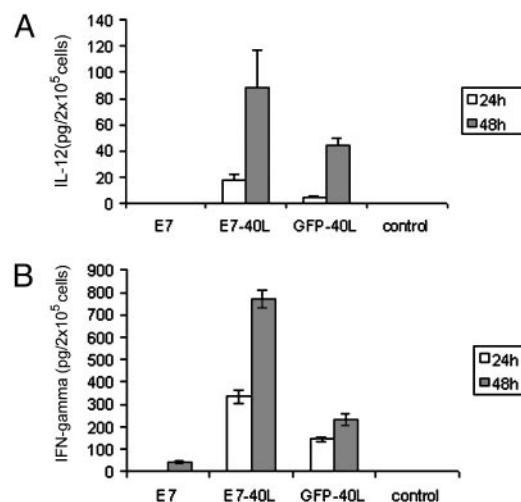 A
IL-12(pg/2x10⁵cells)
140
120
100
80
60
40
20
0
E7
E7-40L
GFP-40L
control
24h
48h
B
IFN-gamma (pg/2x10⁵cells)
900
800
700
600
500
400
300
200
100
0
E7
E7-40L
GFP-40L
control
24h
48h